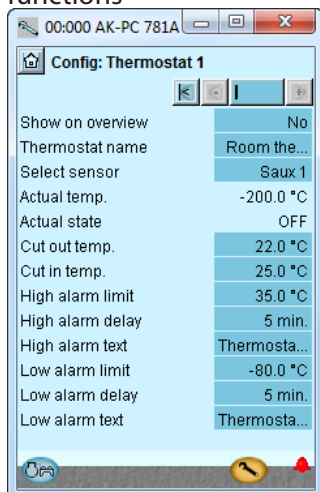 functions
00:000 AK-PC 781A
Config: Thermostat 1
Show on overview No
Thermostat name Room the...
Select sensor Saux 1
Actual temp. -200.0 °C
Actual state OFF
Cut out temp. 22.0 °C
Cut in temp. 25.0 °C
High alarm limit 35.0 °C
High alarm delay 5 min.
High alarm text Thermosta...
Low alarm limit -80.0 °C
Low alarm delay 5 min.
Low alarm text Thermosta...